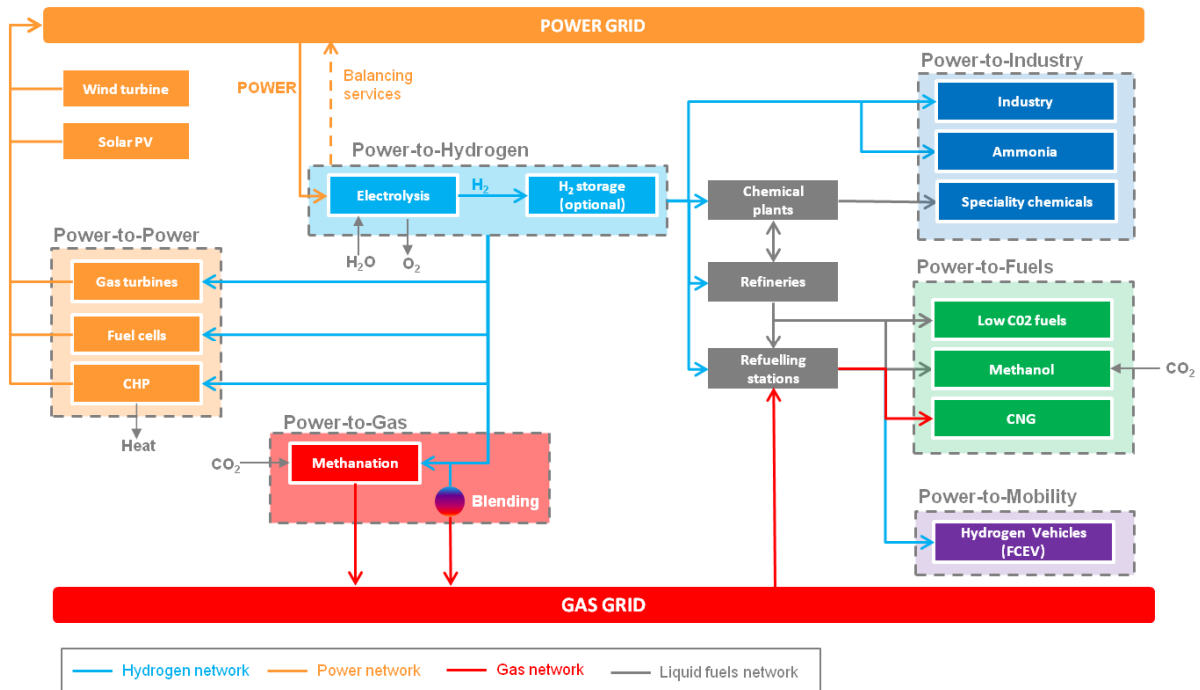 POWER GRID
POWER
Balancing
services
Wind turbine
Solar PV
Power-to-Hydrogen
Electrolysis
H₂
H₂ storage
(optional)
H₂O
O₂
Power-to-Power
Gas turbines
Fuel cells
CHP
Heat
Power-to-Gas
CO₂
Methanation
Blending
Chemical
plants
Refineries
Refuelling
stations
Power-to-Industry
Industry
Ammonia
Speciality chemicals
Power-to-Fuels
Low C02 fuels
Methanol
CO₂
CNG
Power-to-Mobility
Hydrogen Vehicles
(FCEV)
GAS GRID
Hydrogen network
Power network
Gas network
Liquid fuels network